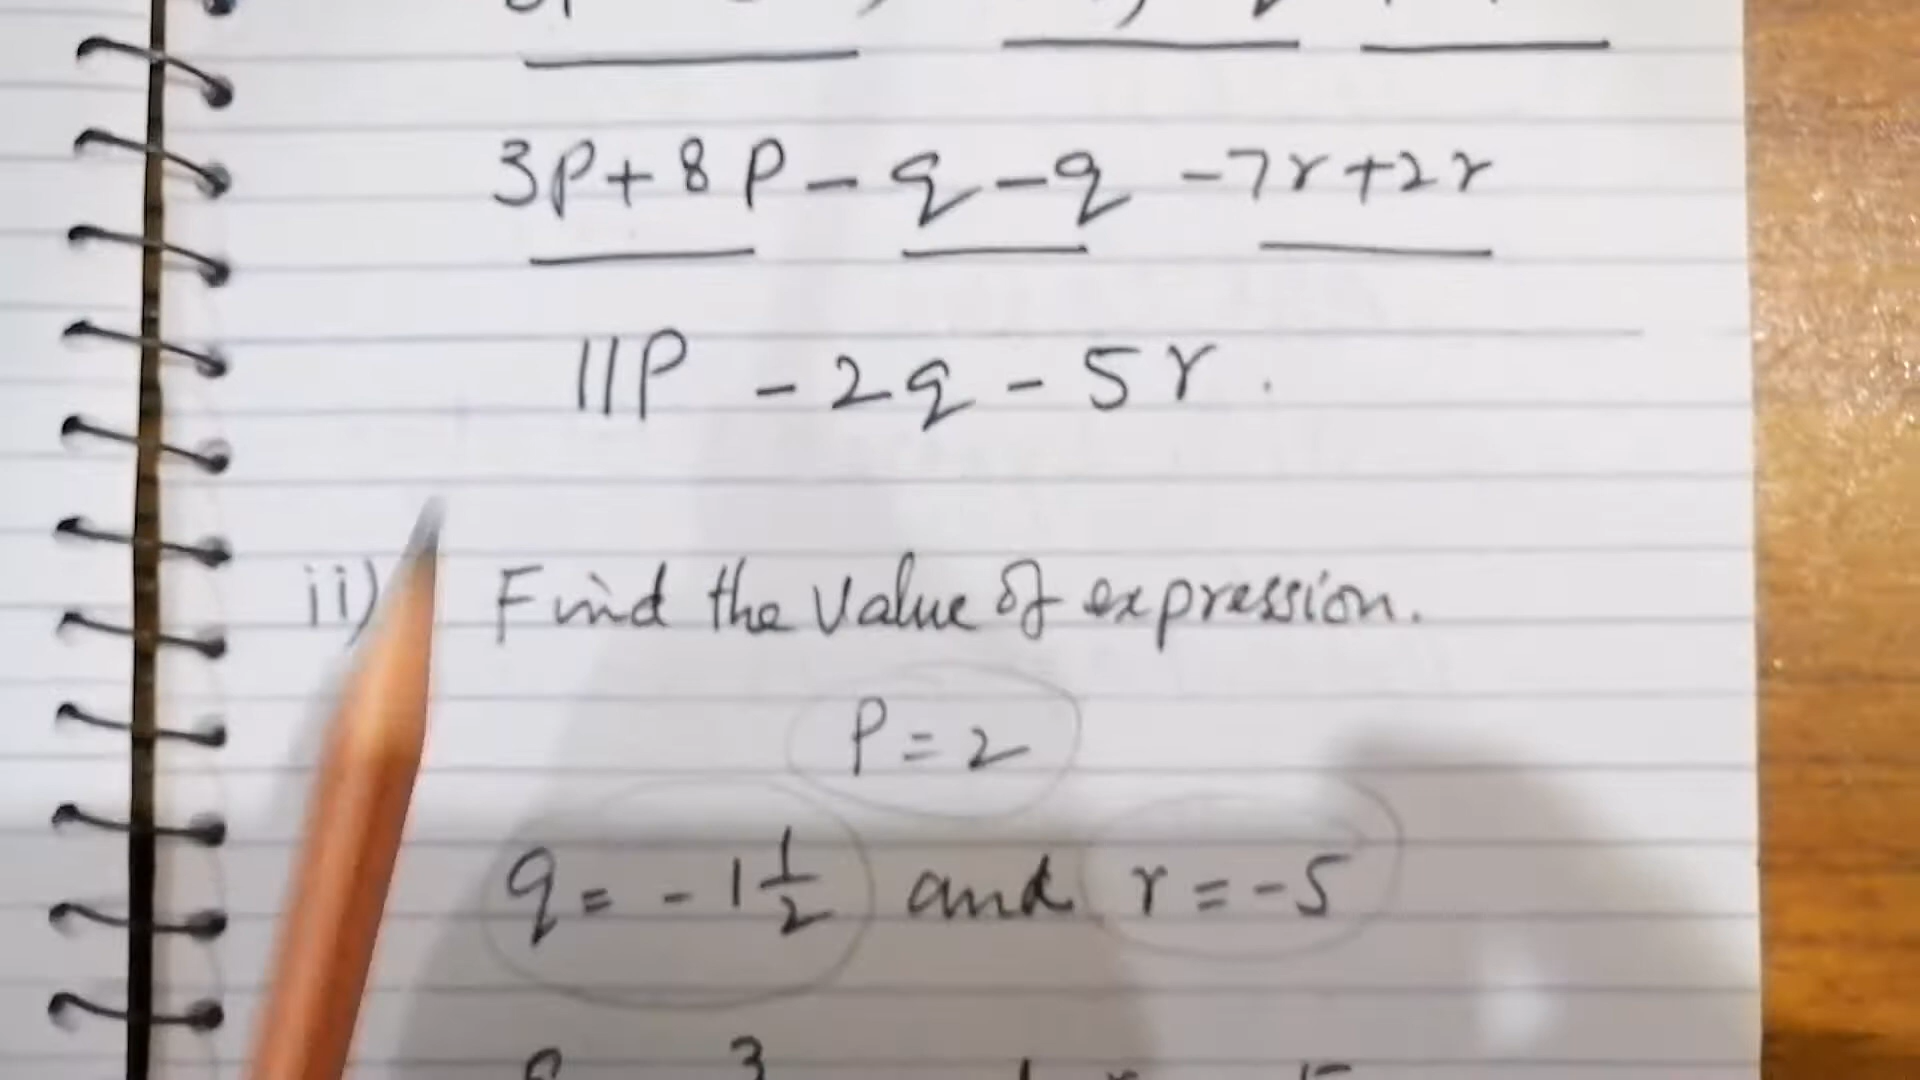 3p+8p-q-q-7r+2r
11p-2q-5r.
ii) Find the value of expression.
P=2
q=-1 1/2 and r=-5